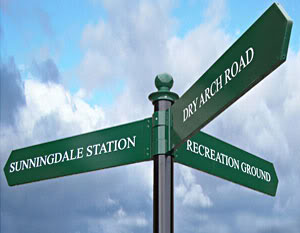 DRY ARCH ROAD
SUNNINGDALE STATION
RECREATION GROUND